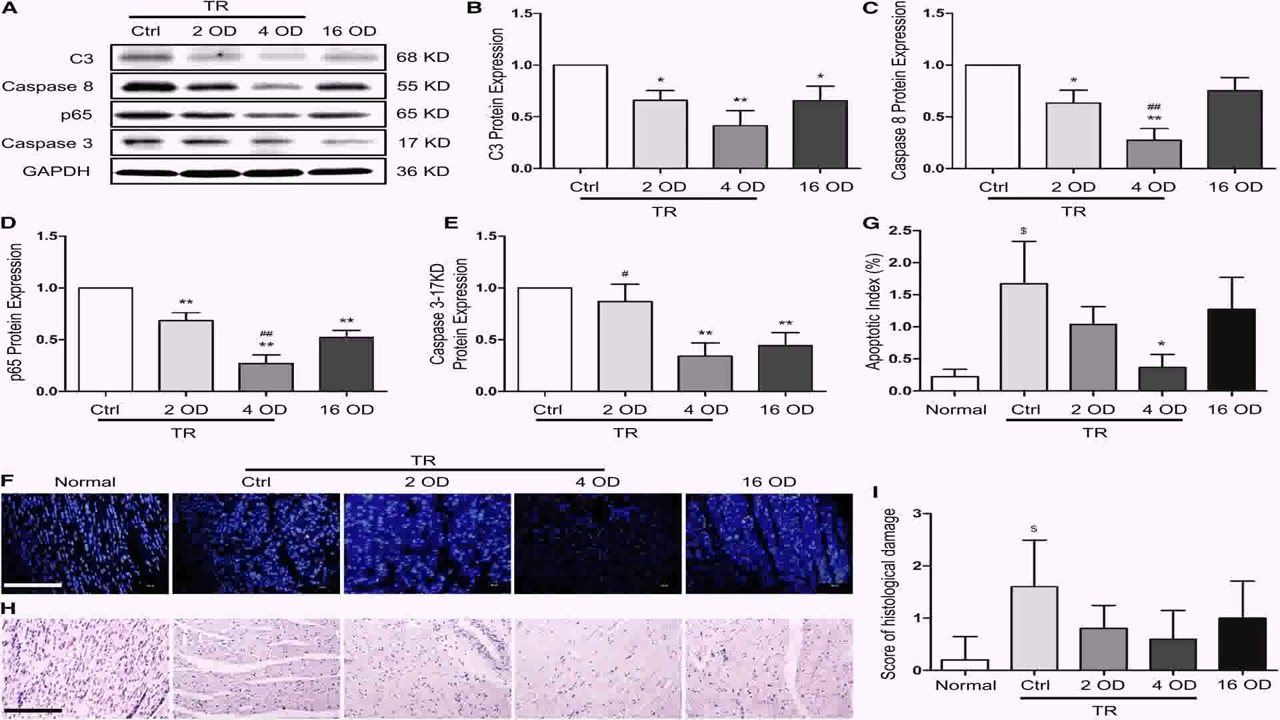 A
TR
Ctrl 2 OD 4 OD 16 OD
C3 68 KD
Caspase 8 55 KD
p65 65 KD
Caspase 3 17 KD
GAPDH 36 KD
B
C3 Protein Expression
1.5
1.0
0.5
0.0
*
**
*
Ctrl 2 OD 4 OD 16 OD
TR
C
Caspase 8 Protein Expression
1.5
1.0
0.5
0.0
*
##
**
Ctrl 2 OD 4 OD 16 OD
TR
D
p65 Protein Expression
1.5
1.0
0.5
0.0
**
##
**
**
Ctrl 2 OD 4 OD 16 OD
TR
E
Caspase 3-17KD
Protein Expression
1.5
1.0
0.5
0.0
#
**
**
Ctrl 2 OD 4 OD 16 OD
TR
G
Apoptotic Index (%)
2.5
2.0
1.5
1.0
0.5
0.0
$
*
Normal Ctrl 2 OD 4 OD 16 OD
TR
TR
F
Normal Ctrl 2 OD 4 OD 16 OD
H
I
Score of histological damage
3
2
1
0
$
Normal Ctrl 2 OD 4 OD 16 OD
TR